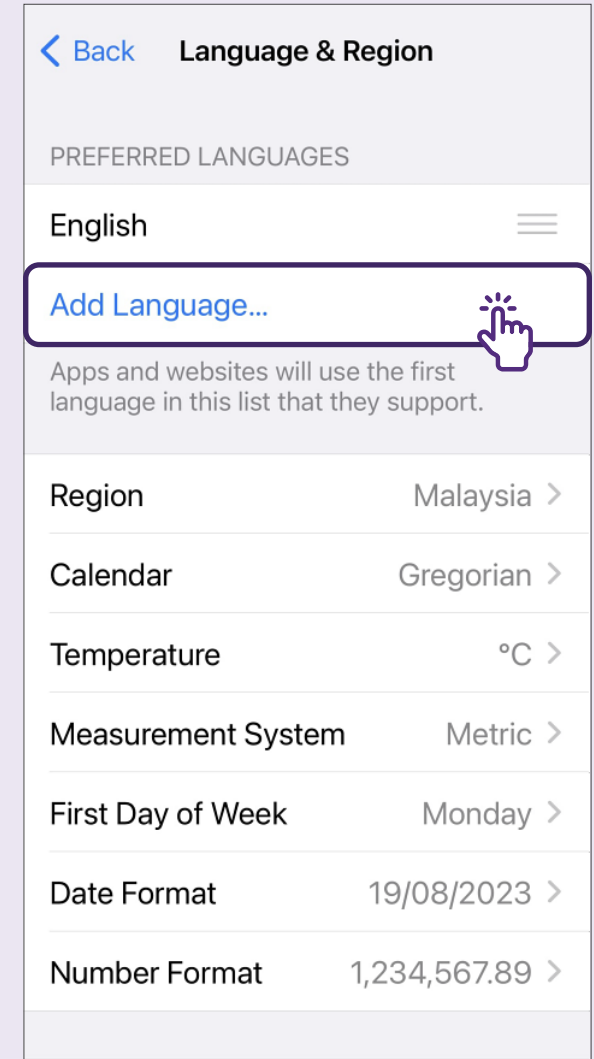 Back Language & Region
PREFERRED LANGUAGES
English
Add Language...
Apps and websites will use the first
language in this list that they support.
Region Malaysia
Calendar Gregorian
Temperature °C
Measurement System Metric
First Day of Week Monday
Date Format 19/08/2023
Number Format 1,234,567.89